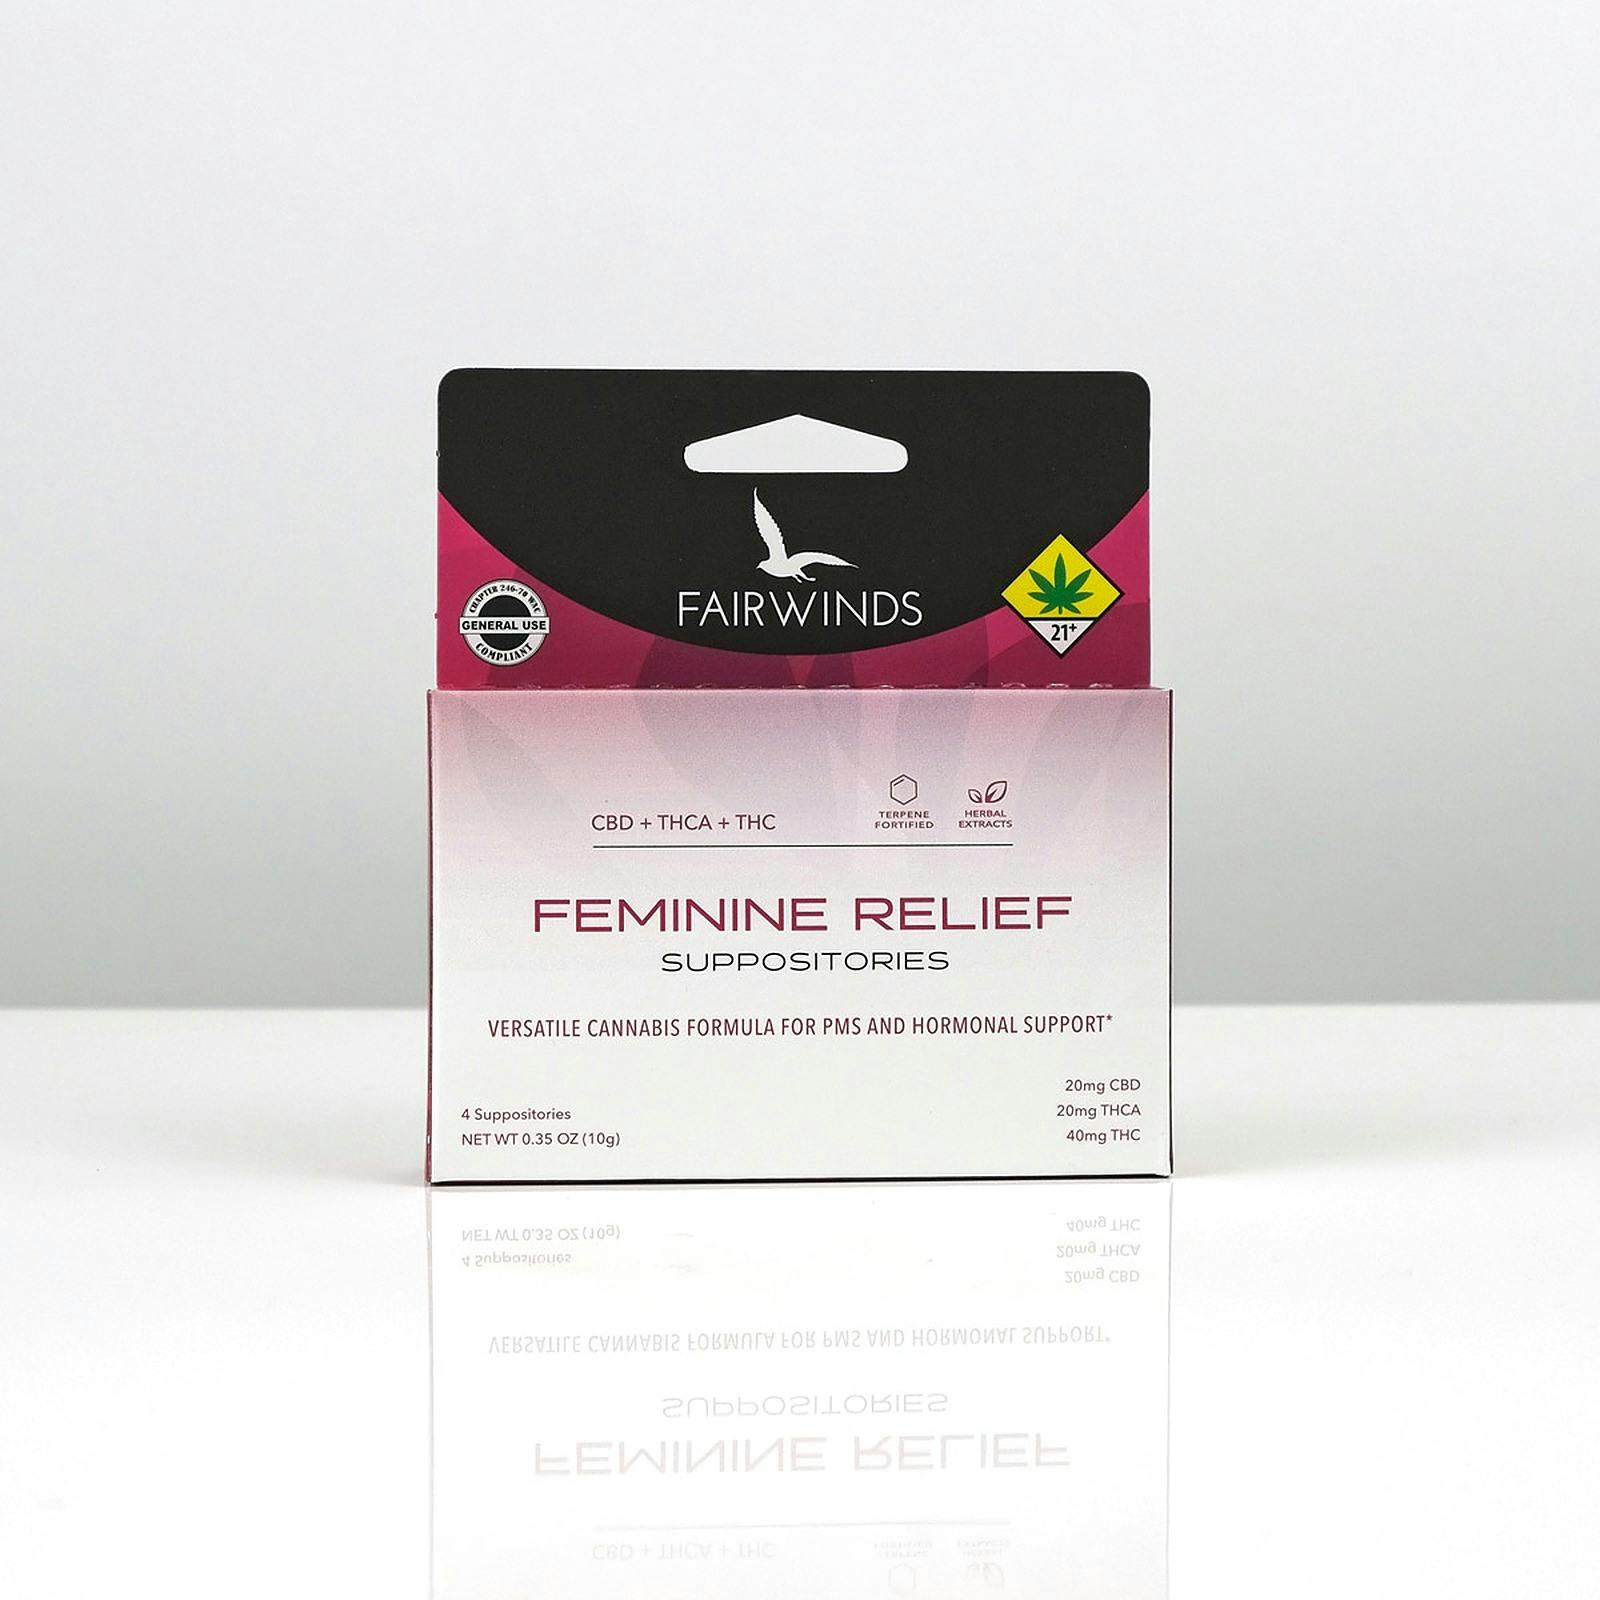 FAIRWINDS
CHAPTER 246-70 WAC
GENERAL USE
COMPLIANT
21+
CBD + THCA + THC
TERPENE
FORTIFIED
HERBAL
EXTRACTS
FEMININE RELIEF
SUPPOSITORIES
VERSATILE CANNABIS FORMULA FOR PMS AND HORMONAL SUPPORT*
4 Suppositories
NET WT 0.35 OZ (10g)
20mg CBD
20mg THCA
40mg THC